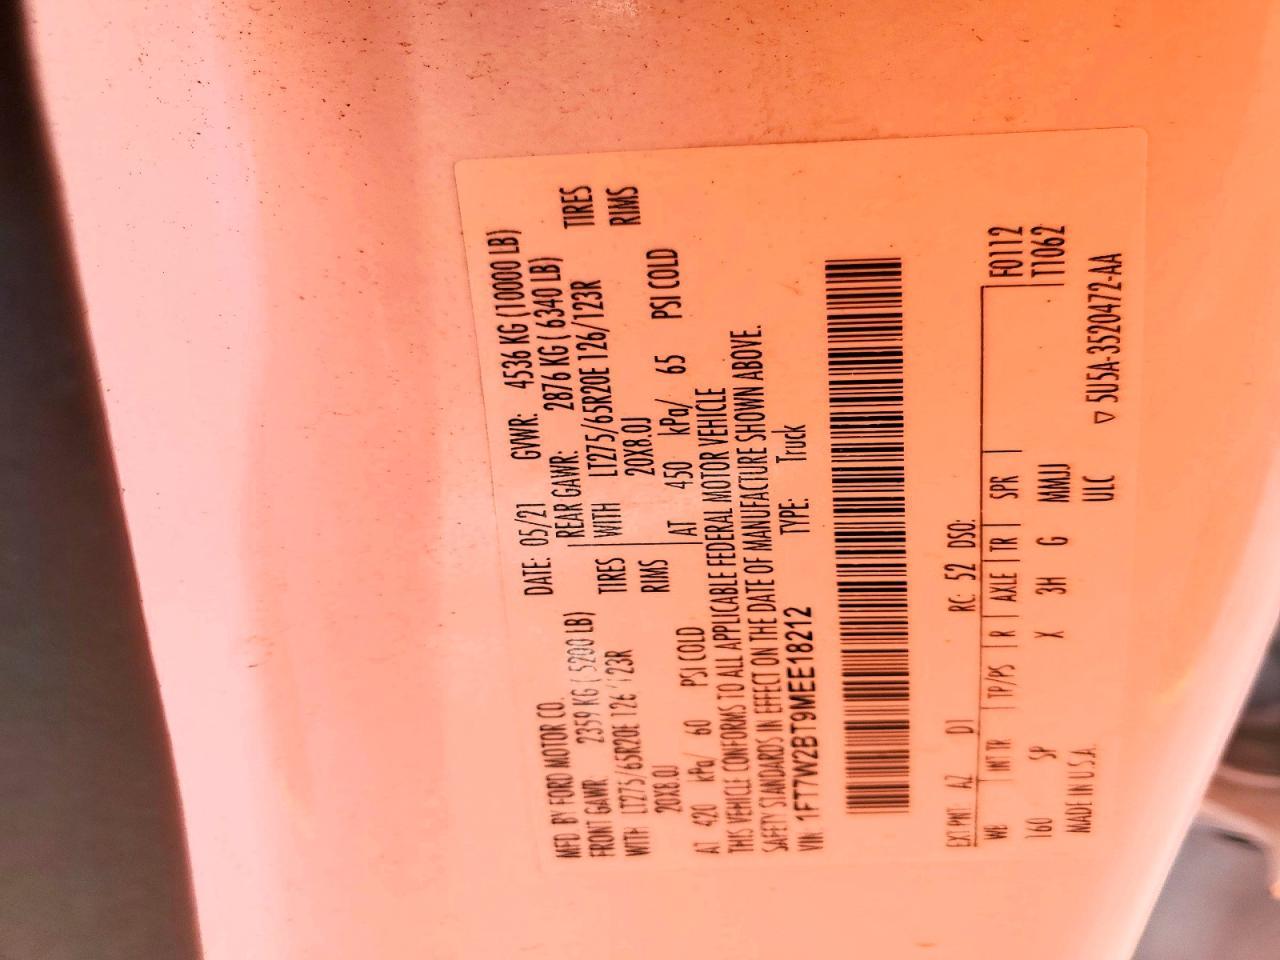 MFD. BY FORD MOTOR CO.
DATE: 05/21 GVWR: 4536 KG (10000 LB)
FRONT GAWR: 2359 KG ( 5200 LB) REAR GAWR: 2876 KG ( 6340 LB)
WITH LT275/65R20E 126/123R TIRES WITH LT275/65R20E 126/123R TIRES
20X8.0J RIMS 20X8.0J RIMS
AT 420 kPa/ 60 PSI COLD AT 450 kPa/ 65 PSI COLD
THIS VEHICLE CONFORMS TO ALL APPLICABLE FEDERAL MOTOR VEHICLE
SAFETY STANDARDS IN EFFECT ON THE DATE OF MANUFACTURE SHOWN ABOVE.
VIN: 1FT7W2BT9MEE18212 TYPE: Truck
EXT PNT: AZ D1 RC: 52 DSO:
WB INT TR TP/PS R AXLE TR SPR F0112
160 SP X 3H G MMJJ T1062
MADE IN U.S.A. ULC ▽ 5U5A-3520472-AA